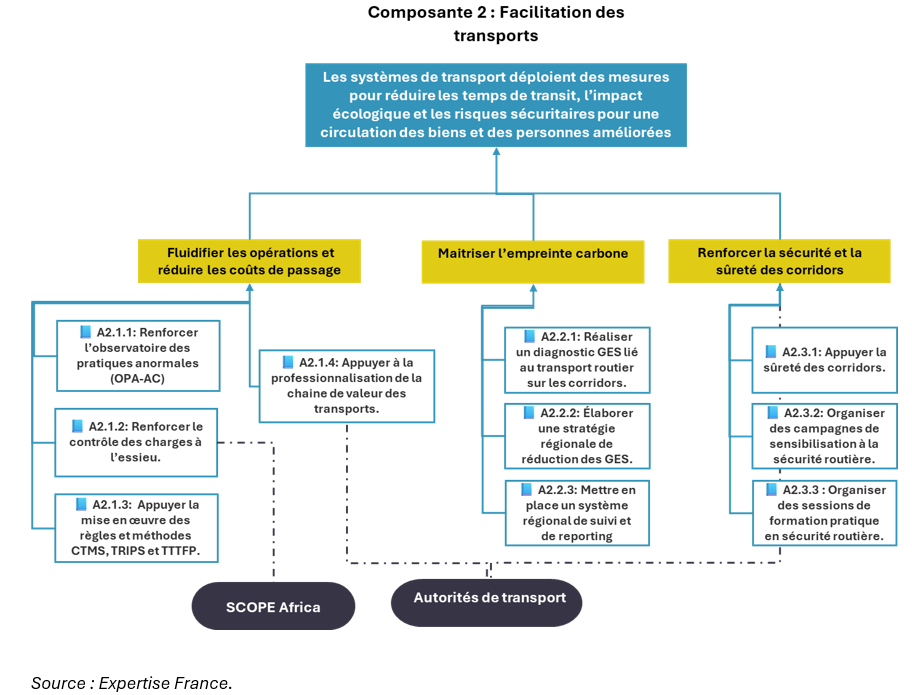 Composante 2 : Facilitation des
transports
Les systèmes de transport déploient des mesures
pour réduire les temps de transit, l’impact
écologique et les risques sécuritaires pour une
circulation des biens et des personnes améliorées
Fluidifier les opérations et
réduire les coûts de passage
Maitriser l’empreinte carbone
Renforcer la sécurité et la
sûreté des corridors
A2.1.1: Renforcer
l’observatoire des
pratiques anormales
(OPA-AC)
A2.1.2: Renforcer le
contrôle des charges à
l’essieu.
A2.1.3: Appuyer la
mise en œuvre des
règles et méthodes
CTMS, TRIPS et TTTFP.
A2.1.4: Appuyer à la
professionnalisation de la
chaine de valeur des
transports.
A2.2.1: Réaliser
un diagnostic GES lié
au transport routier
sur les corridors.
A2.2.2: Élaborer
une stratégie
régionale de
réduction des GES.
A2.2.3: Mettre en
place un système
régional de suivi et
de reporting
A2.3.1: Appuyer la
sûreté des corridors.
A2.3.2: Organiser
des campagnes de
sensibilisation à la
sécurité routière.
A2.3.3 : Organiser
des sessions de
formation pratique
en sécurité routière.
SCOPE Africa
Autorités de transport
Source : Expertise France.